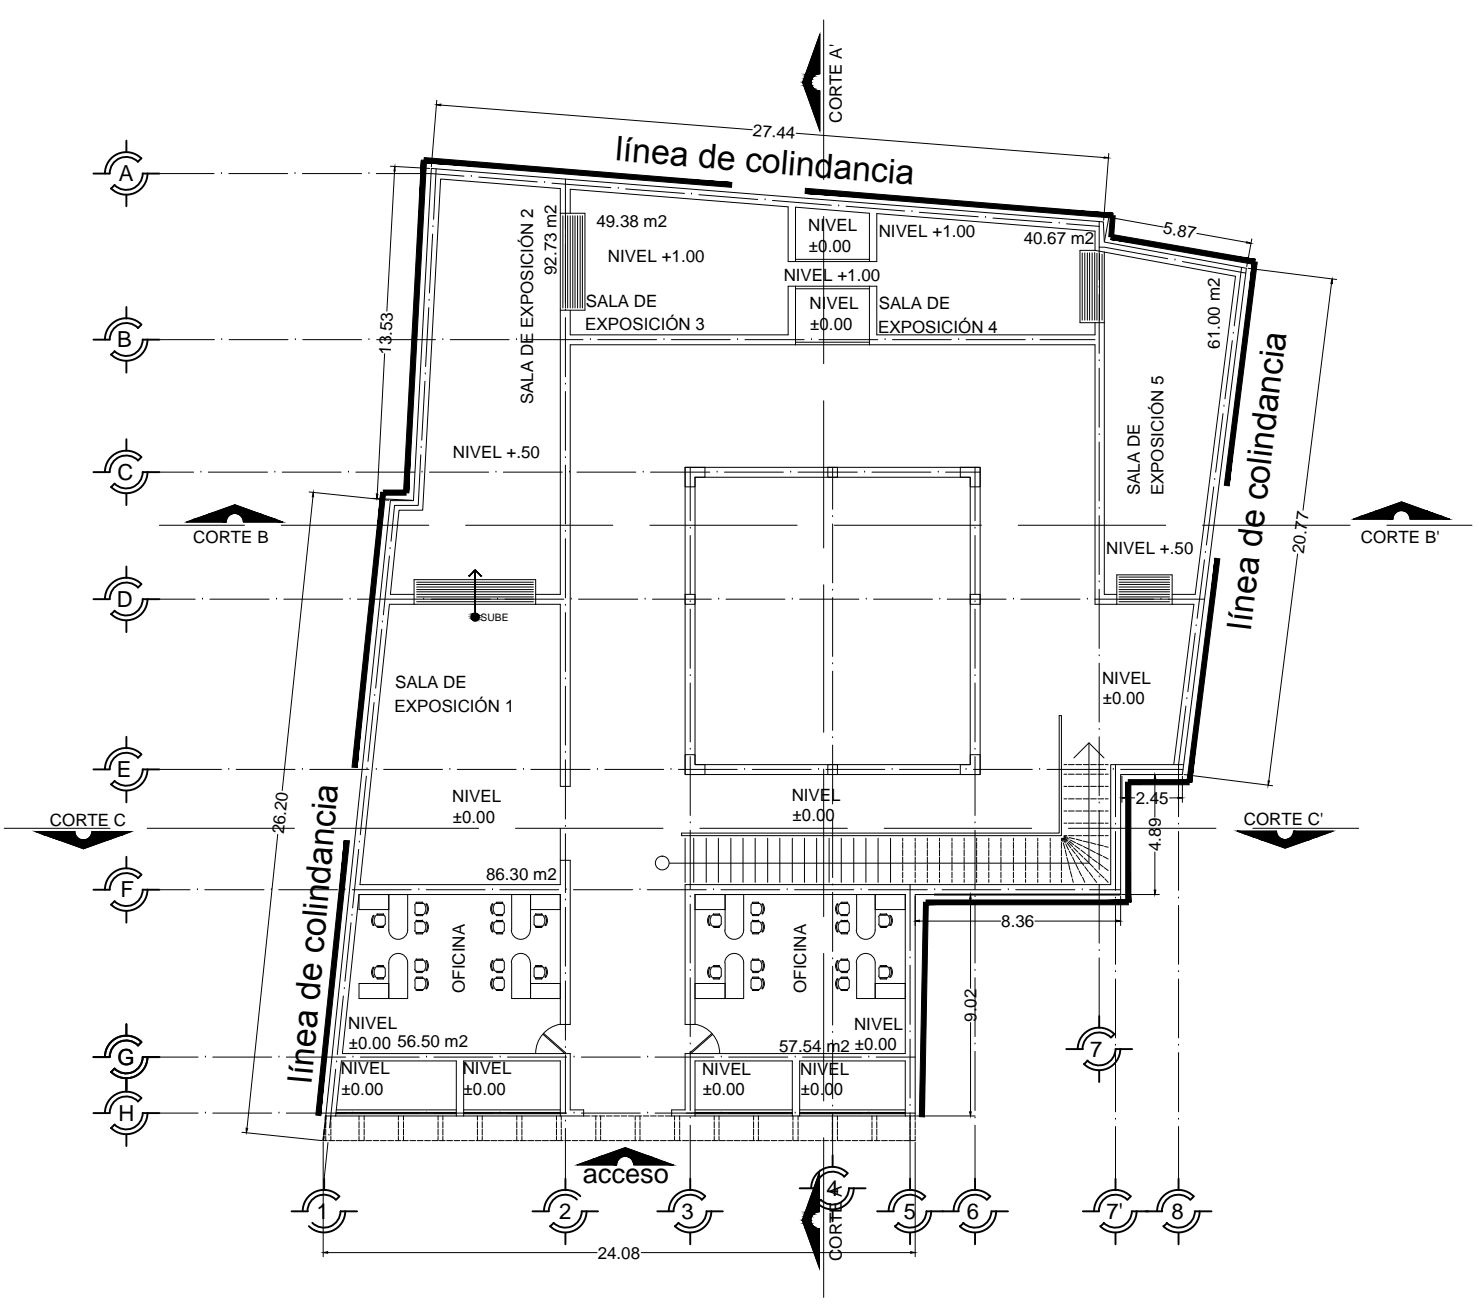 CORTE A'
27.44
línea de colindancia
A
5.87
SALA DE EXPOSICIÓN 2
92.73 m2
49.38 m2
NIVEL +1.00
NIVEL
±0.00
NIVEL +1.00
40.67 m2
NIVEL +1.00
SALA DE
EXPOSICIÓN 3
NIVEL
±0.00
SALA DE
EXPOSICIÓN 4
61.00 m2
13.53
B
línea de colindancia
SALA DE
EXPOSICIÓN 5
NIVEL +.50
C
CORTE B
CORTE B'
20.77
NIVEL +.50
D
SUBE
SALA DE
EXPOSICIÓN 1
NIVEL
±0.00
E
26.20
NIVEL
±0.00
NIVEL
±0.00
2.45
CORTE C
CORTE C'
4.89
línea de colindancia
86.30 m2
F
8.36
OFICINA
OFICINA
9.02
NIVEL
±0.00 56.50 m2
NIVEL
57.54 m2 ±0.00
7
G
NIVEL
±0.00
NIVEL
±0.00
NIVEL
±0.00
NIVEL
±0.00
H
acceso
1
2
3
4
5
6
7'
8
CORTE A
24.08